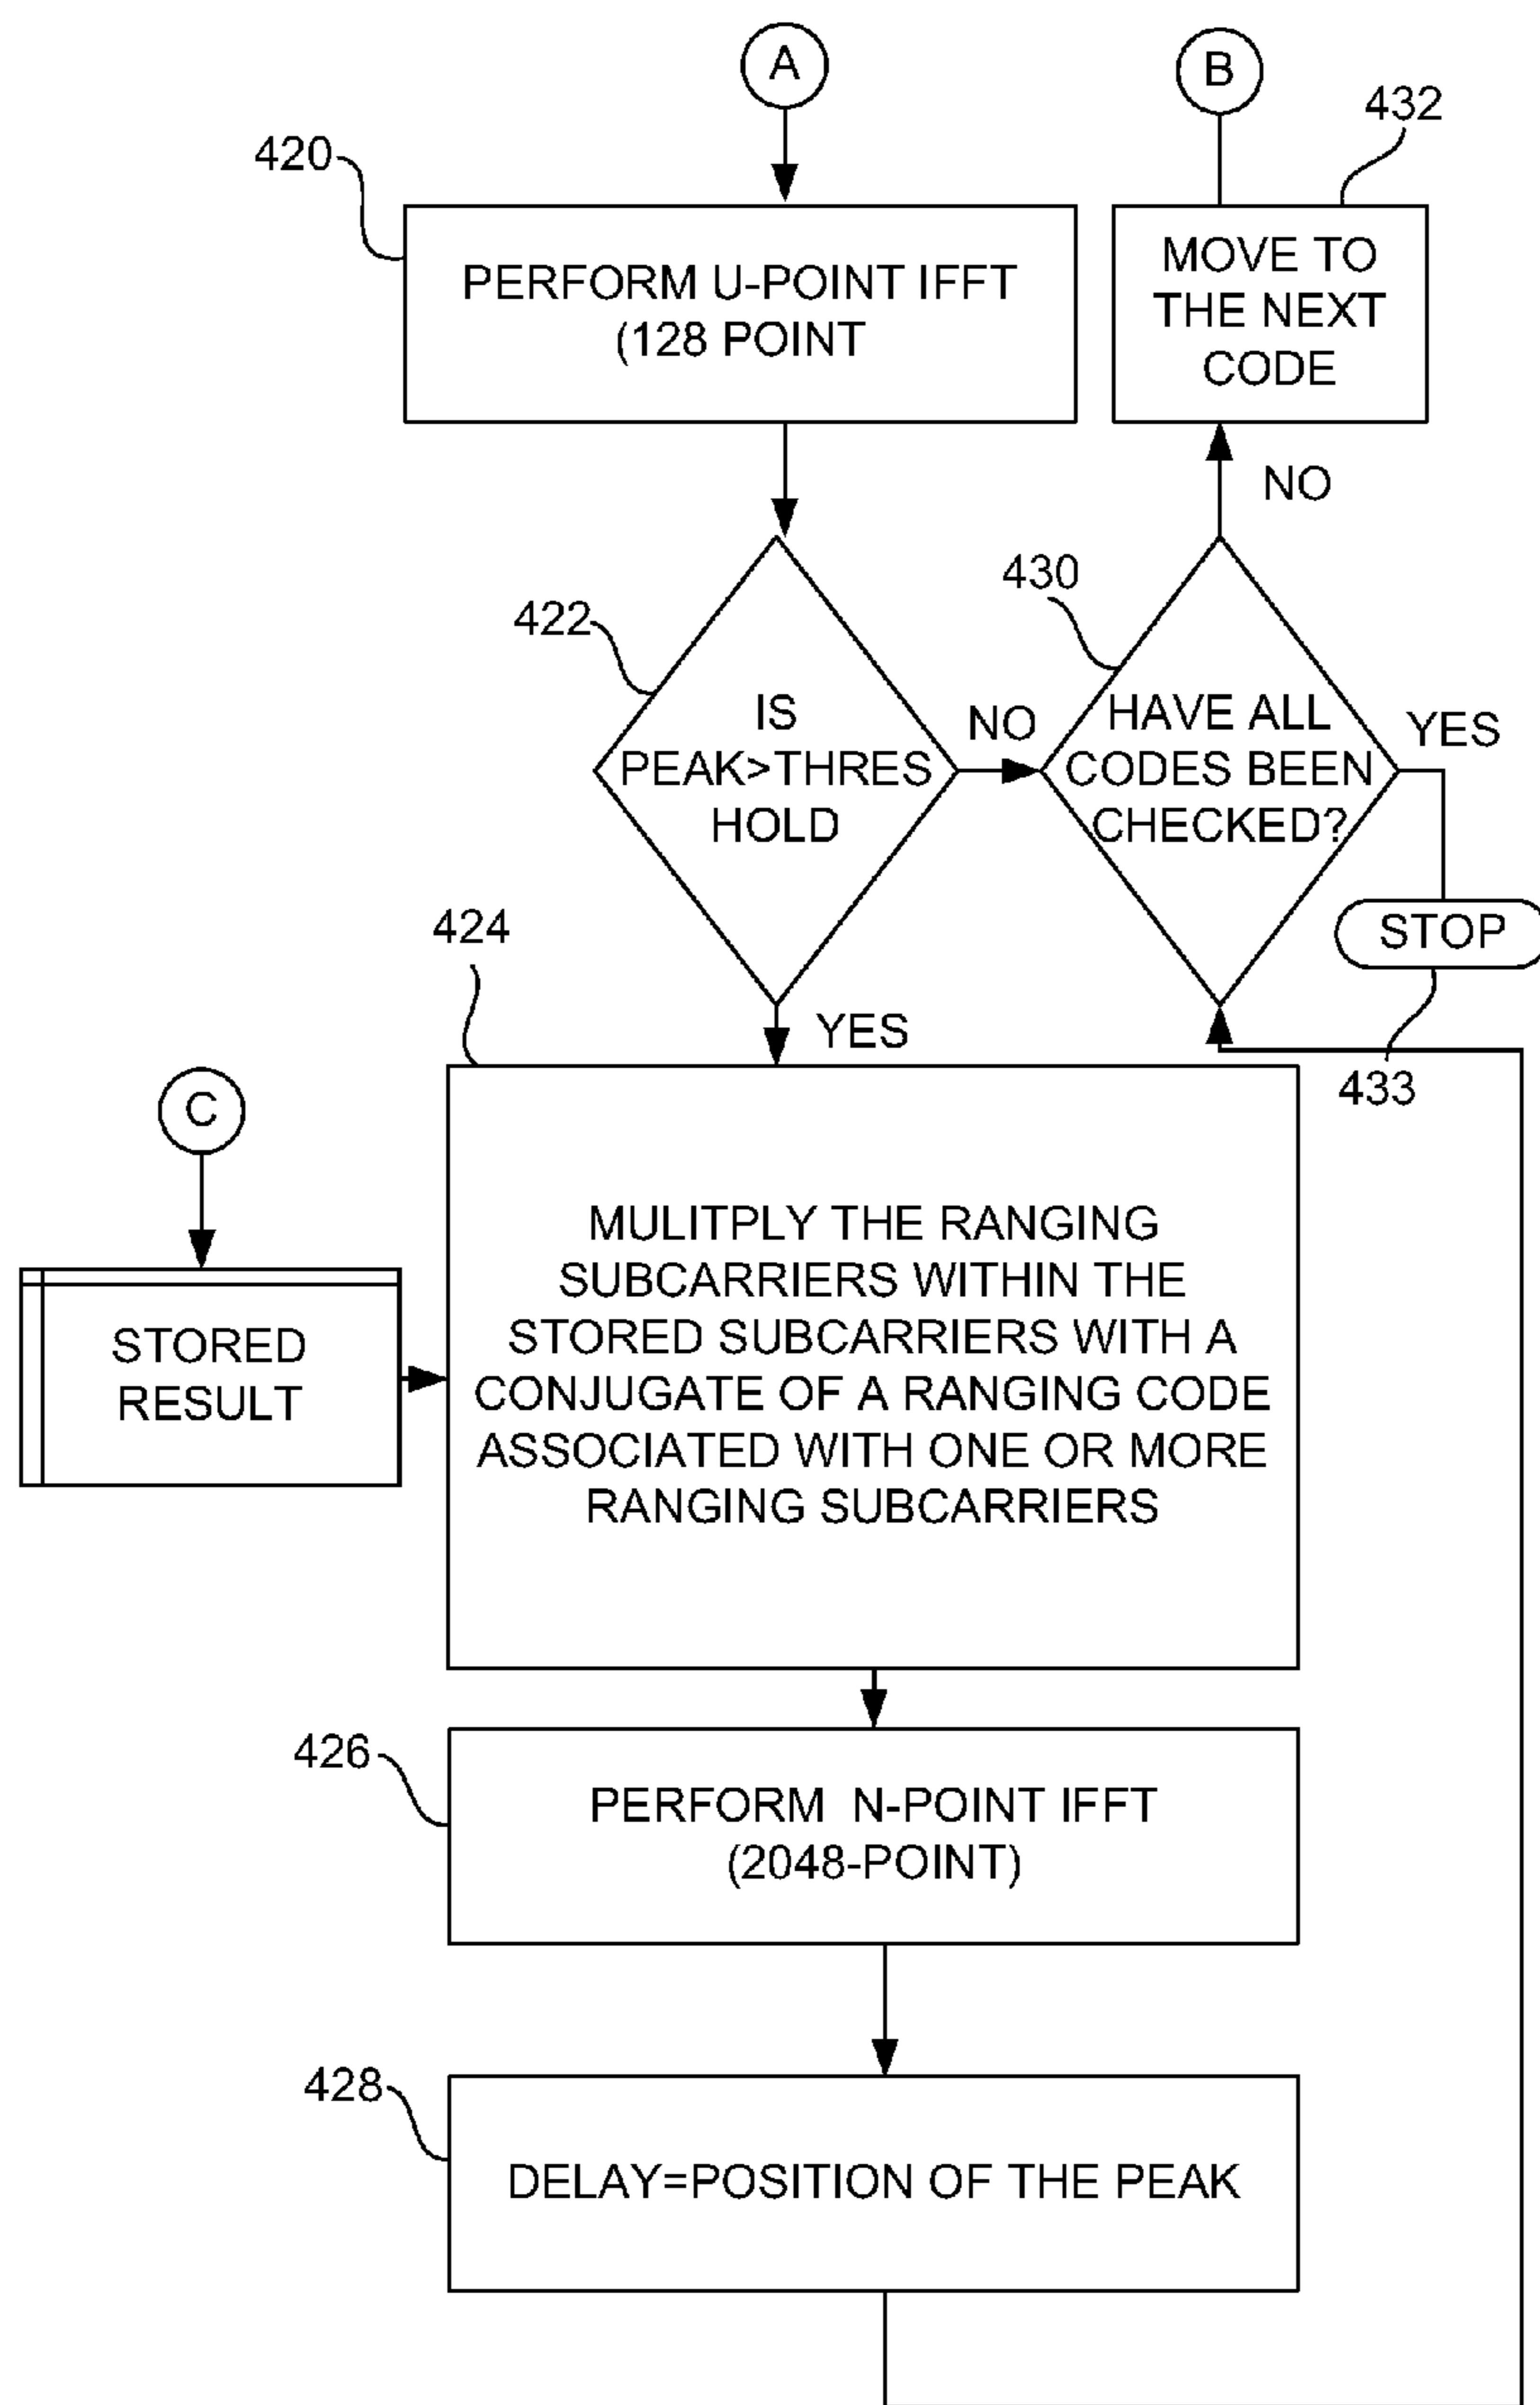 A
B
432
420
PERFORM U-POINT IFFT
(128 POINT
MOVE TO
THE NEXT
CODE
NO
430
422
IS
PEAK>THRES
HOLD
NO
HAVE ALL
CODES BEEN
CHECKED?
YES
STOP
424
YES
433
C
STORED
RESULT
MULITPLY THE RANGING
SUBCARRIERS WITHIN THE
STORED SUBCARRIERS WITH A
CONJUGATE OF A RANGING CODE
ASSOCIATED WITH ONE OR MORE
RANGING SUBCARRIERS
426
PERFORM N-POINT IFFT
(2048-POINT)
428
DELAY=POSITION OF THE PEAK